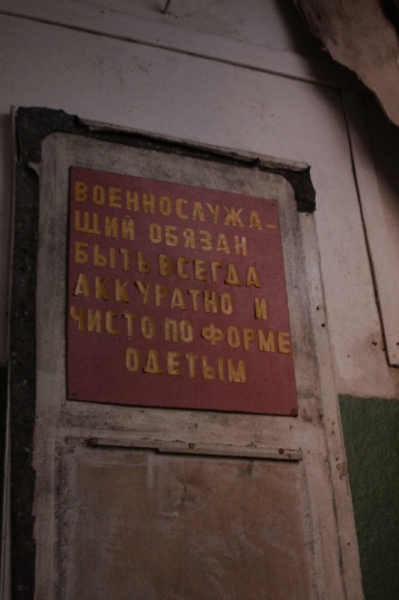 ВОЕННОСЛУЖА-
ЩИЙ ОБЯЗАН
БЫТЬ ВСЕГДА
АККУРАТНО И
ЧИСТО ПО ФОРМЕ
ОДЕТЫМ